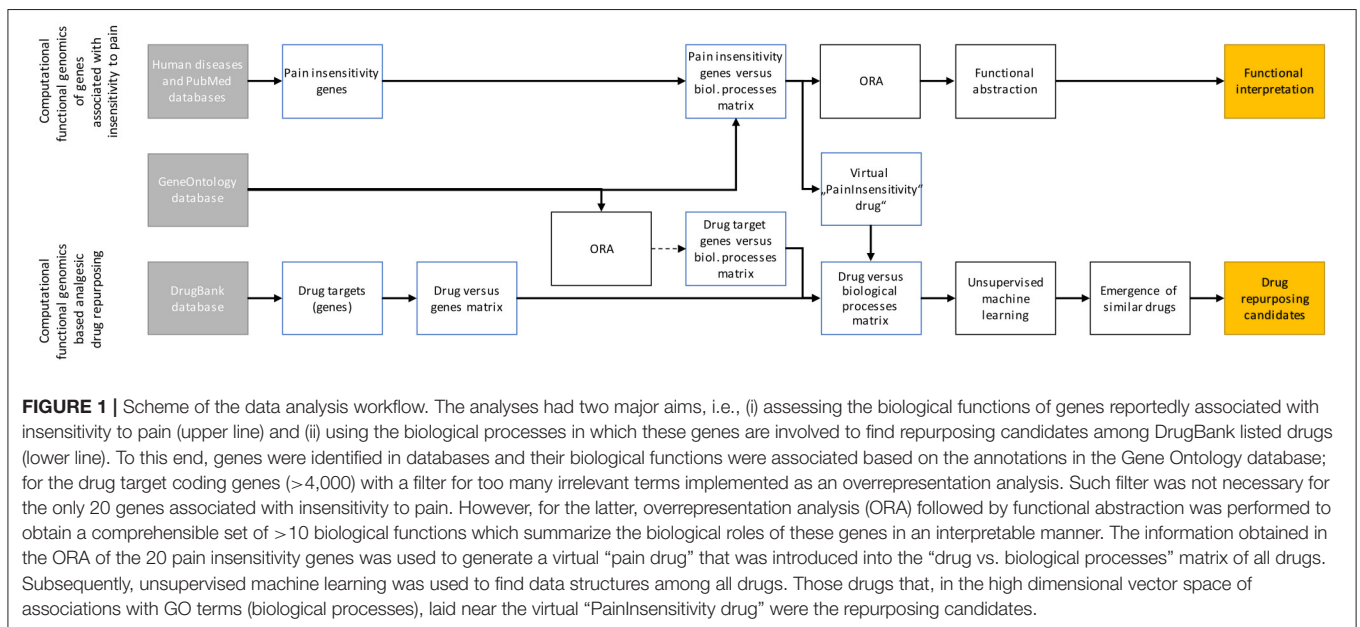 Computational
functional genomics
of genes
associated with
insensitivity to pain
Human diseases
and PubMed
databases
Pain insensitivity
genes
Pain insensitivity
genes versus
biol. processes
matrix
ORA
Functional
abstraction
Functional
interpretation
GeneOntology
database
Virtual
„PainInsensitivity“
drug“
ORA
Drug target
genes versus
biol. processes
matrix
Computational
functional genomics
based analgesic
drug repurposing
DrugBank
database
Drug targets
(genes)
Drug versus
genes matrix
Drug versus
biological
processes
matrix
Unsupervised
machine
learning
Emergence of
similar drugs
Drug
repurposing
candidates
FIGURE 1 | Scheme of the data analysis workflow. The analyses had two major aims, i.e., (i) assessing the biological functions of genes reportedly associated with
insensitivity to pain (upper line) and (ii) using the biological processes in which these genes are involved to find repurposing candidates among DrugBank listed drugs
(lower line). To this end, genes were identified in databases and their biological functions were associated based on the annotations in the Gene Ontology database;
for the drug target coding genes (>4,000) with a filter for too many irrelevant terms implemented as an overrepresentation analysis. Such filter was not necessary for
the only 20 genes associated with insensitivity to pain. However, for the latter, overrepresentation analysis (ORA) followed by functional abstraction was performed to
obtain a comprehensible set of >10 biological functions which summarize the biological roles of these genes in an interpretable manner. The information obtained in
the ORA of the 20 pain insensitivity genes was used to generate a virtual “pain drug” that was introduced into the “drug vs. biological processes” matrix of all drugs.
Subsequently, unsupervised machine learning was used to find data structures among all drugs. Those drugs that, in the high dimensional vector space of
associations with GO terms (biological processes), laid near the virtual “PainInsensitivity drug” were the repurposing candidates.